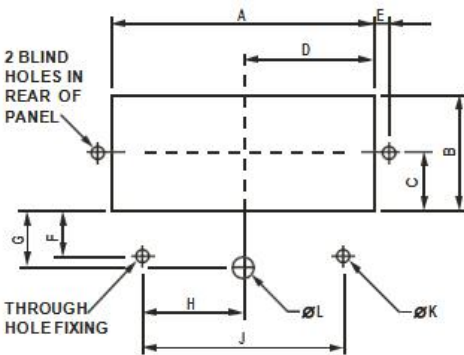 A
E
D
2 BLIND
HOLES IN
REAR OF
PANEL
B
C
G
F
THROUGH
HOLE FIXING
H
J
øL
øK